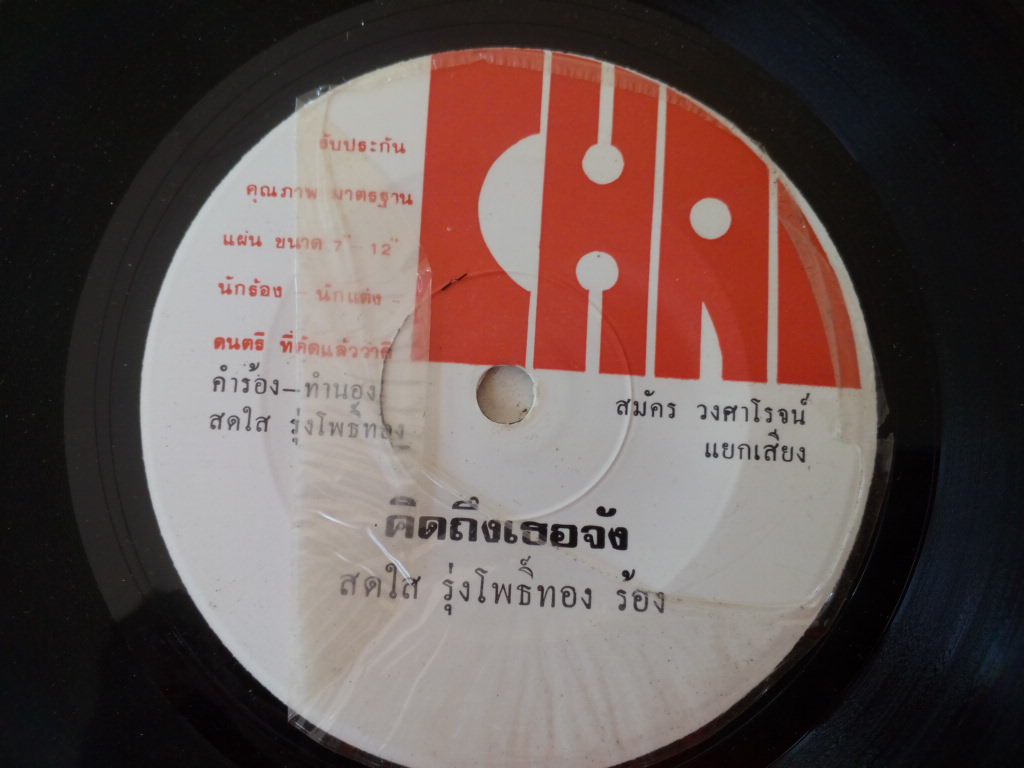 CHAI
รับประกัน
คุณภาพ มาตรฐาน
แผ่น ขนาด 7" - 12"
นักร้อง - นักแต่ง -
ดนตรี ที่คัดแล้วว่าดี
คำร้อง - ทำนอง
สดใส รุ่งโพธิ์ทอง
สมัคร วงศาโรจน์
แยกเสียง
คิดถึงเธอจัง
สดใส รุ่งโพธิ์ทอง ร้อง